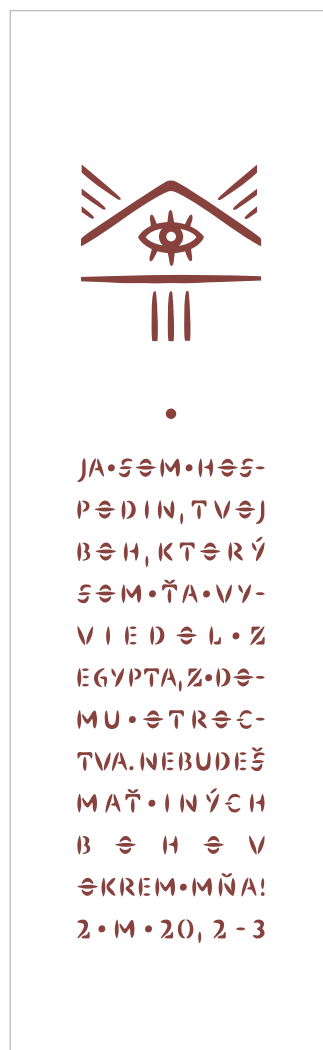 JA•SOM•HOS-
PODIN,TVOJ
BOH,KTORÝ
SOM•ŤA•VY-
VIEDOL•Z
EGYPTA,Z•DO-
MU•OTROC-
TVA.NEBUDEŠ
MAŤ•INÝCH
BOHOV
OKREM•MŇA!
2•M•20,2-3